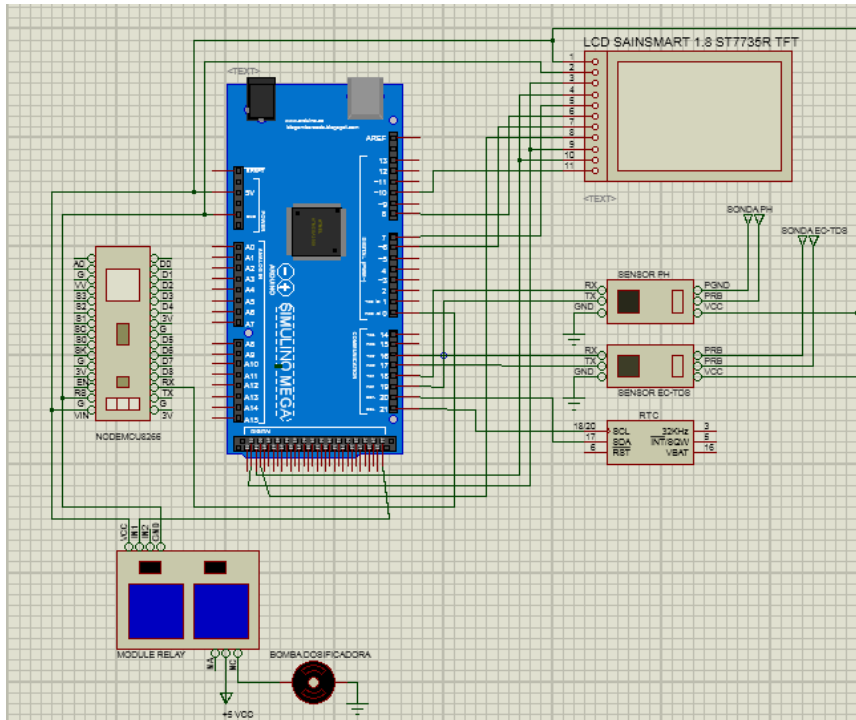 LCD SAINSMART 1.8 ST7735R TFT
<TEXT>
1
2
3
4
5
6
7
8
9
10
11
<TEXT>
AREF
13
12
~11
~10
~9
8
RESET
5V
POWER
7
~6
~5
4
~3
2
1
0
A0
A1
A2
A3
A4
A5
A6
A7
ANALOG IN
ARDUINO
SIMULINO MEGA
A8
A9
A10
A11
A12
A13
A14
A15
14
15
16
17
18
19
20
21
COMMUNICATION
DIGITAL
A0
G
VV
S3
S2
S1
SC
S0
SK
G
3V
EN
RS
G
VIN
D0
D1
D2
D3
D4
3V
G
D5
D6
D7
D8
RX
TX
G
3V
NODEMCU8266
SONDA PH
SONDA EC-TDS
SENSOR PH
RX
TX
GND
PGND
PRB
VCC
RX
TX
GND
PRB
PRB
VCC
SENSOR EC-TDS
RTC
18/20
17
6
SCL
SDA
RST
32KHz
INT/SQW
VBAT
3
5
16
VCC
IN1
IN2
GND
MODULE RELAY
NA
NC
+5 VCC
BOMBA DOSIFICADORA